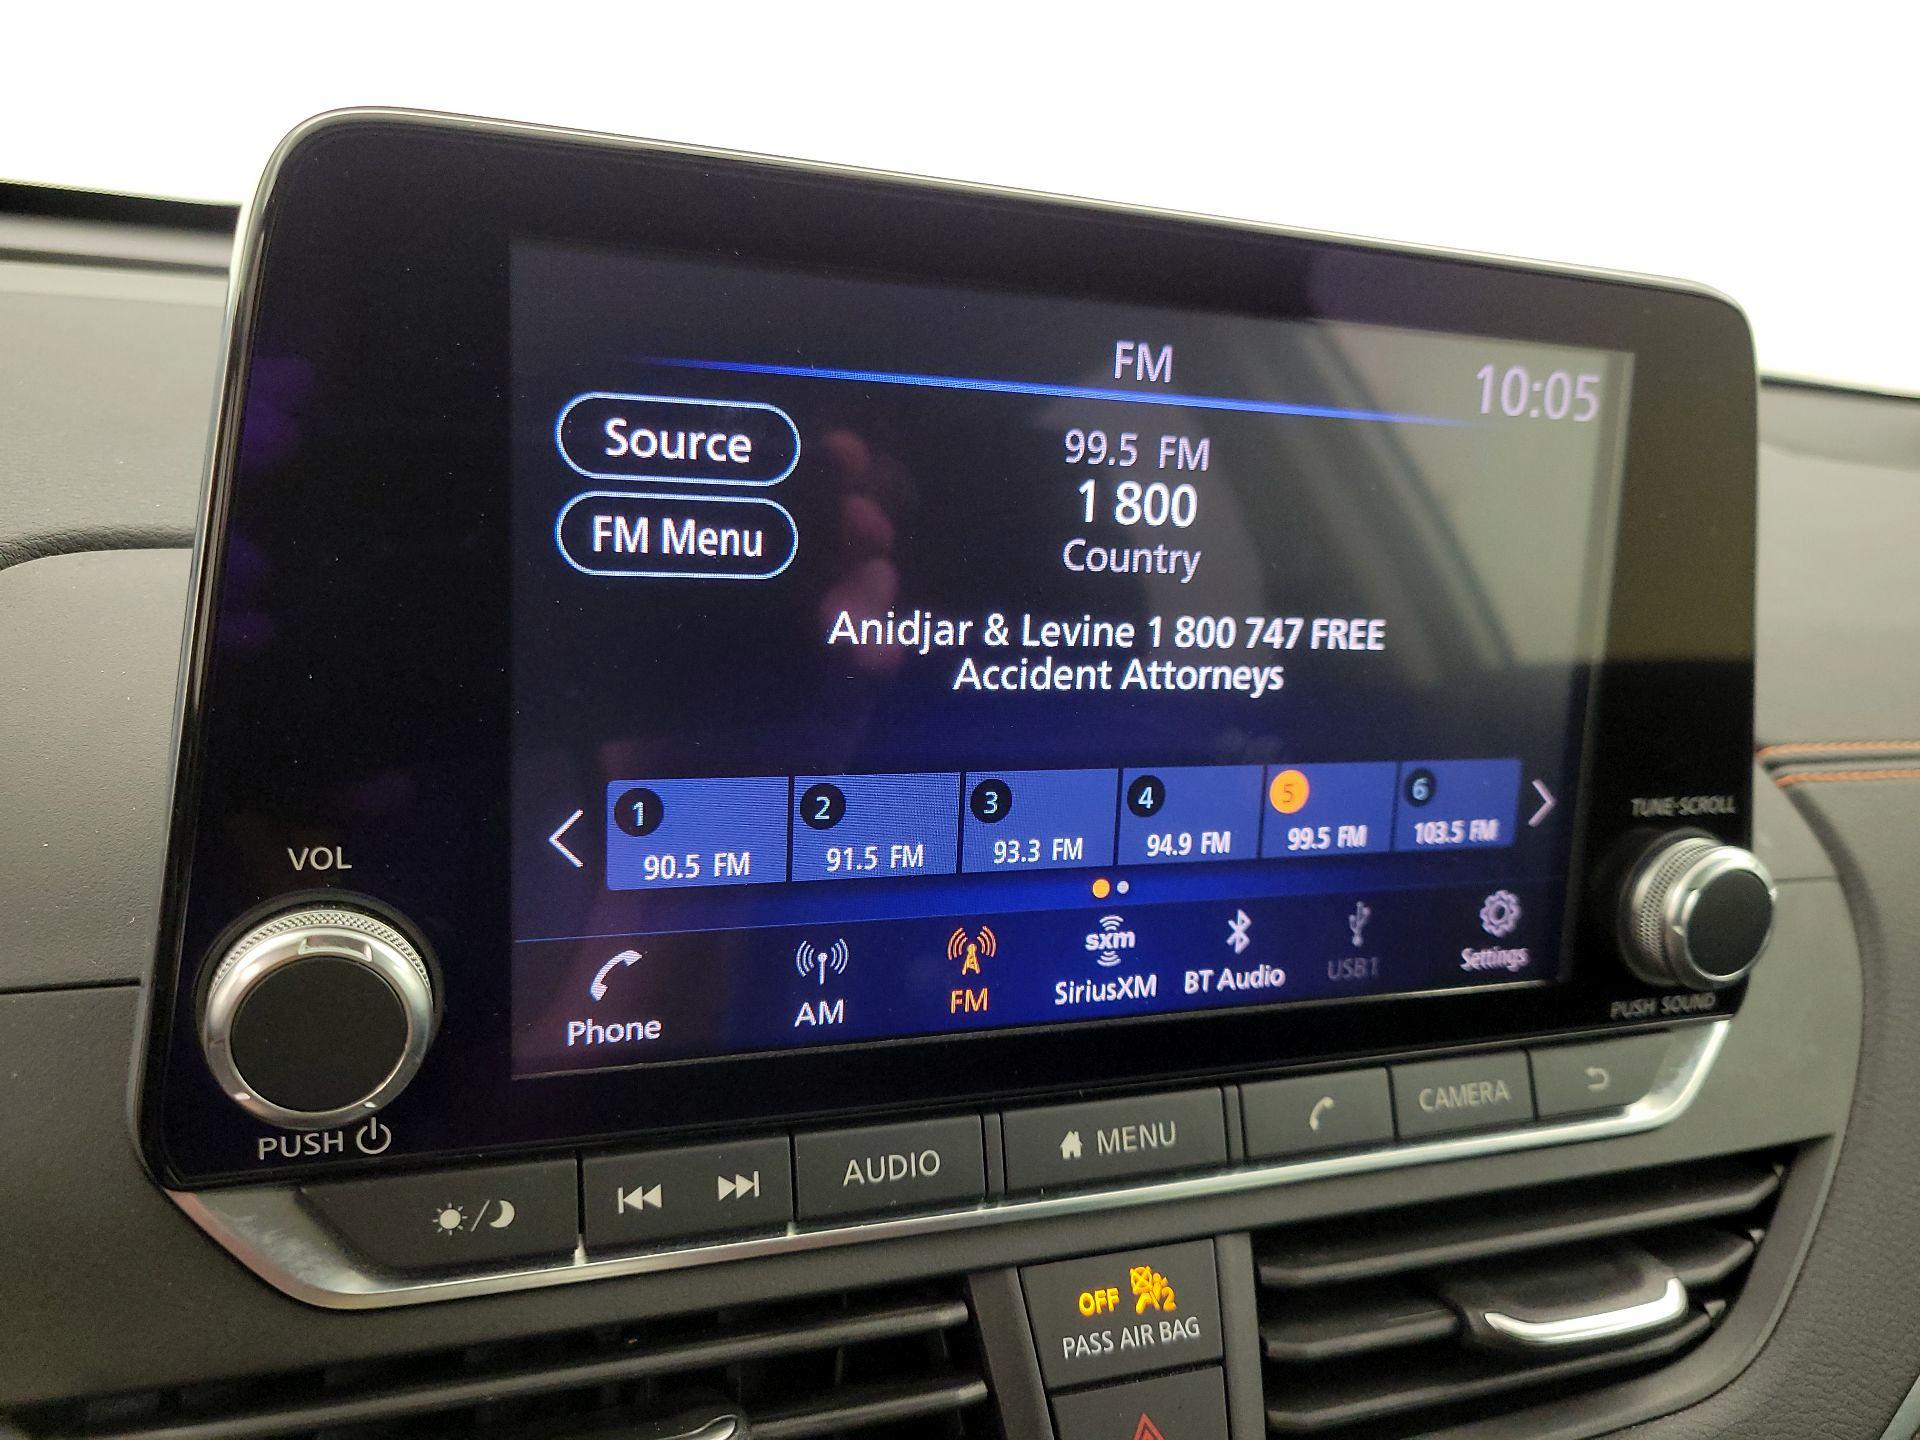 FM
10:05
Source
99.5 FM
1 800
FM Menu
Country
Anidjar & Levine 1 800 747 FREE
Accident Attorneys
1
2
3
4
5
6
90.5 FM
91.5 FM
93.3 FM
94.9 FM
99.5 FM
103.5 FM
TUNE·SCROLL
VOL
Phone
AM
FM
sxm
SiriusXM
BT Audio
USB1
Settings
PUSH SOUND
PUSH
AUDIO
MENU
CAMERA
OFF
2
PASS AIR BAG